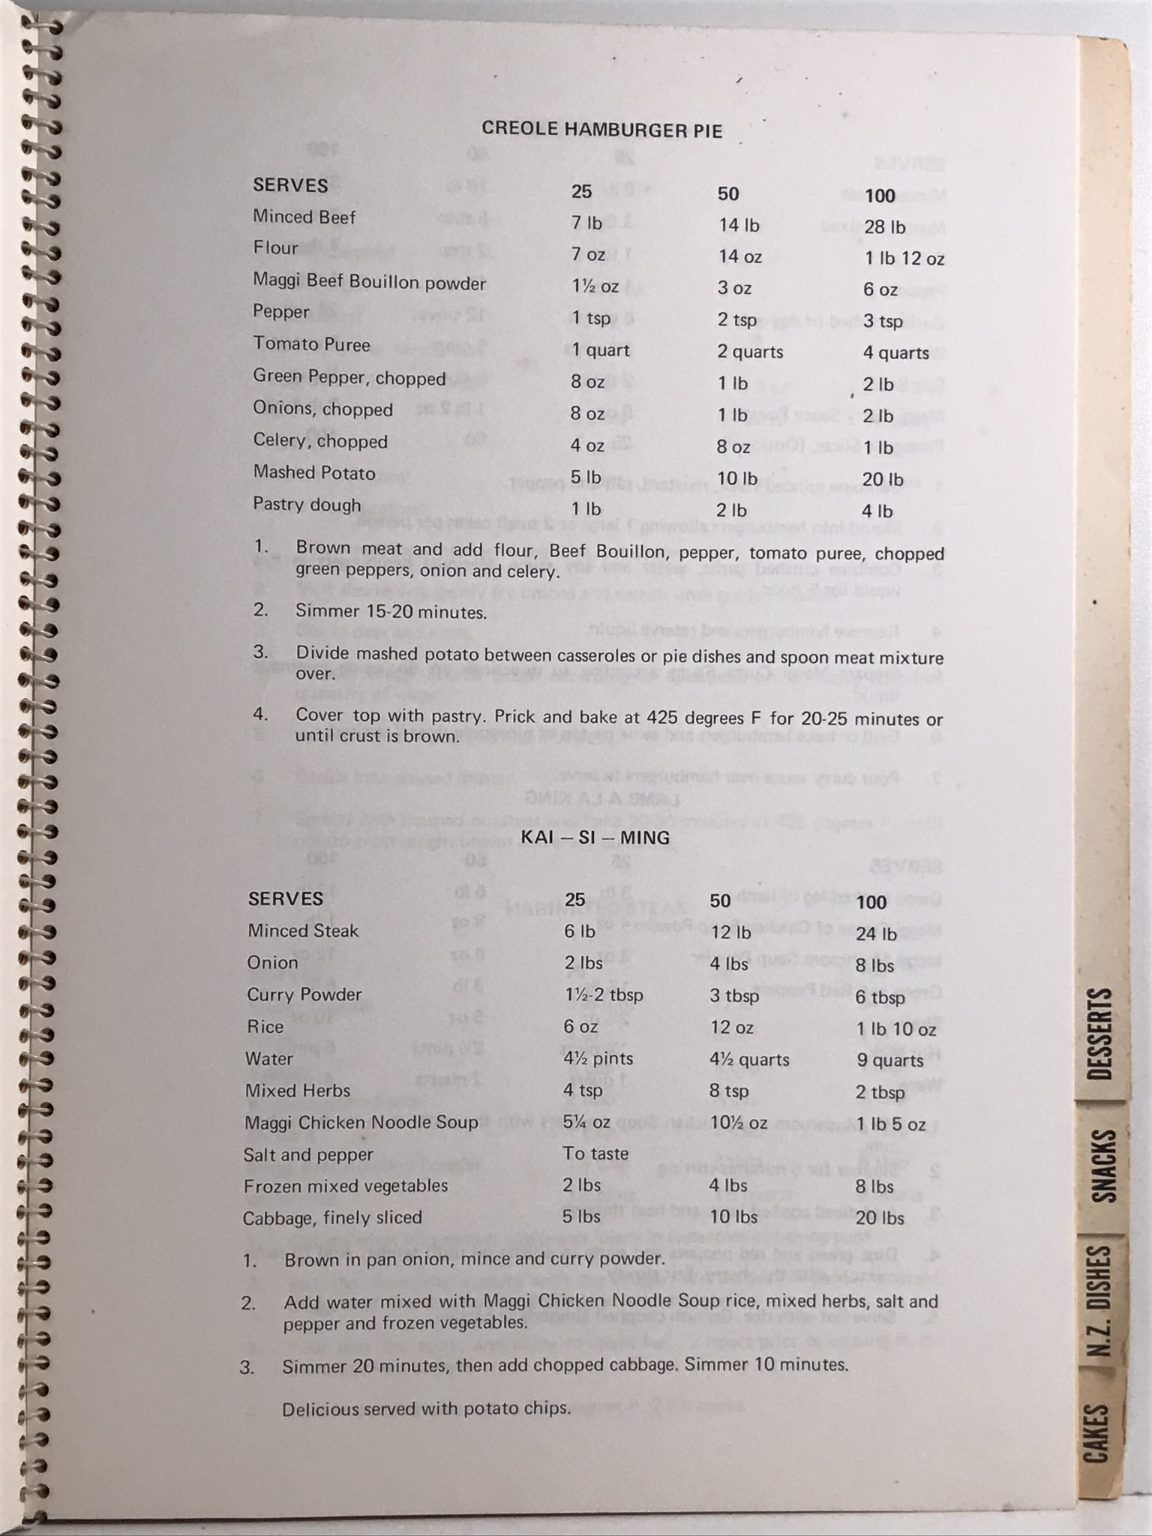 CREOLE HAMBURGER PIE
SERVES 25 50 100
Minced Beef 7 lb 14 lb 28 lb
Flour 7 oz 14 oz 1 lb 12 oz
Maggi Beef Bouillon powder 1½ oz 3 oz 6 oz
Pepper 1 tsp 2 tsp 3 tsp
Tomato Puree 1 quart 2 quarts 4 quarts
Green Pepper, chopped 8 oz 1 lb 2 lb
Onions, chopped 8 oz 1 lb 2 lb
Celery, chopped 4 oz 8 oz 1 lb
Mashed Potato 5 lb 10 lb 20 lb
Pastry dough 1 lb 2 lb 4 lb
1. Brown meat and add flour, Beef Bouillon, pepper, tomato puree, chopped
green peppers, onion and celery.
2. Simmer 15-20 minutes.
3. Divide mashed potato between casseroles or pie dishes and spoon meat mixture
over.
4. Cover top with pastry. Prick and bake at 425 degrees F for 20-25 minutes or
until crust is brown.
KAI – SI – MING
SERVES 25 50 100
Minced Steak 6 lb 12 lb 24 lb
Onion 2 lbs 4 lbs 8 lbs
Curry Powder 1½-2 tbsp 3 tbsp 6 tbsp
Rice 6 oz 12 oz 1 lb 10 oz
Water 4½ pints 4½ quarts 9 quarts
Mixed Herbs 4 tsp 8 tsp 2 tbsp
Maggi Chicken Noodle Soup 5¼ oz 10½ oz 1 lb 5 oz
Salt and pepper To taste
Frozen mixed vegetables 2 lbs 4 lbs 8 lbs
Cabbage, finely sliced 5 lbs 10 lbs 20 lbs
1. Brown in pan onion, mince and curry powder.
2. Add water mixed with Maggi Chicken Noodle Soup rice, mixed herbs, salt and
pepper and frozen vegetables.
3. Simmer 20 minutes, then add chopped cabbage. Simmer 10 minutes.
Delicious served with potato chips.
DESSERTS
SNACKS
N.Z. DISHES
CAKES